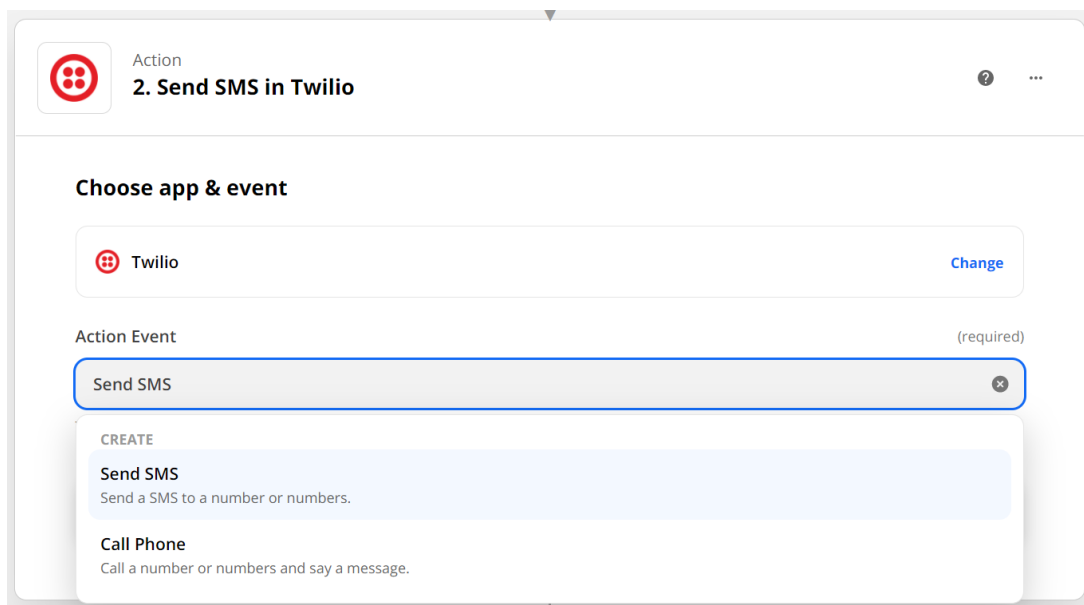 Action
2. Send SMS in Twilio
Choose app & event
Twilio
Change
Action Event
(required)
Send SMS
CREATE
Send SMS
Send a SMS to a number or numbers.
Call Phone
Call a number or numbers and say a message.